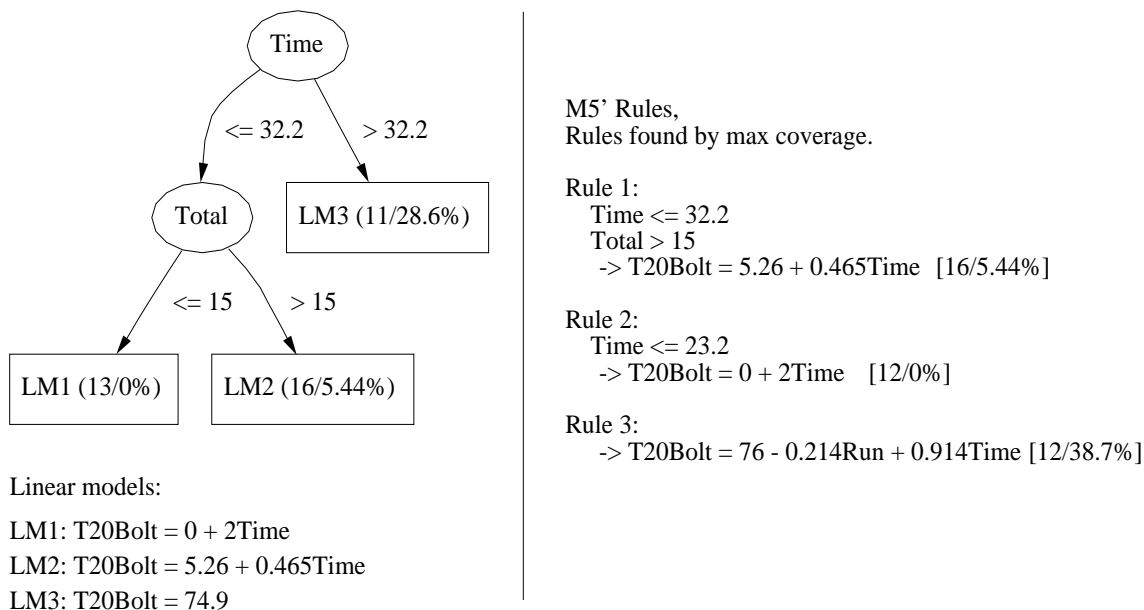 Time
<= 32.2
> 32.2
Total
LM3 (11/28.6%)
<= 15
> 15
LM1 (13/0%)
LM2 (16/5.44%)
Linear models:
LM1: T20Bolt = 0 + 2Time
LM2: T20Bolt = 5.26 + 0.465Time
LM3: T20Bolt = 74.9
M5' Rules,
Rules found by max coverage.
Rule 1:
Time <= 32.2
Total > 15
-> T20Bolt = 5.26 + 0.465Time [16/5.44%]
Rule 2:
Time <= 23.2
-> T20Bolt = 0 + 2Time [12/0%]
Rule 3:
-> T20Bolt = 76 - 0.214Run + 0.914Time [12/38.7%]